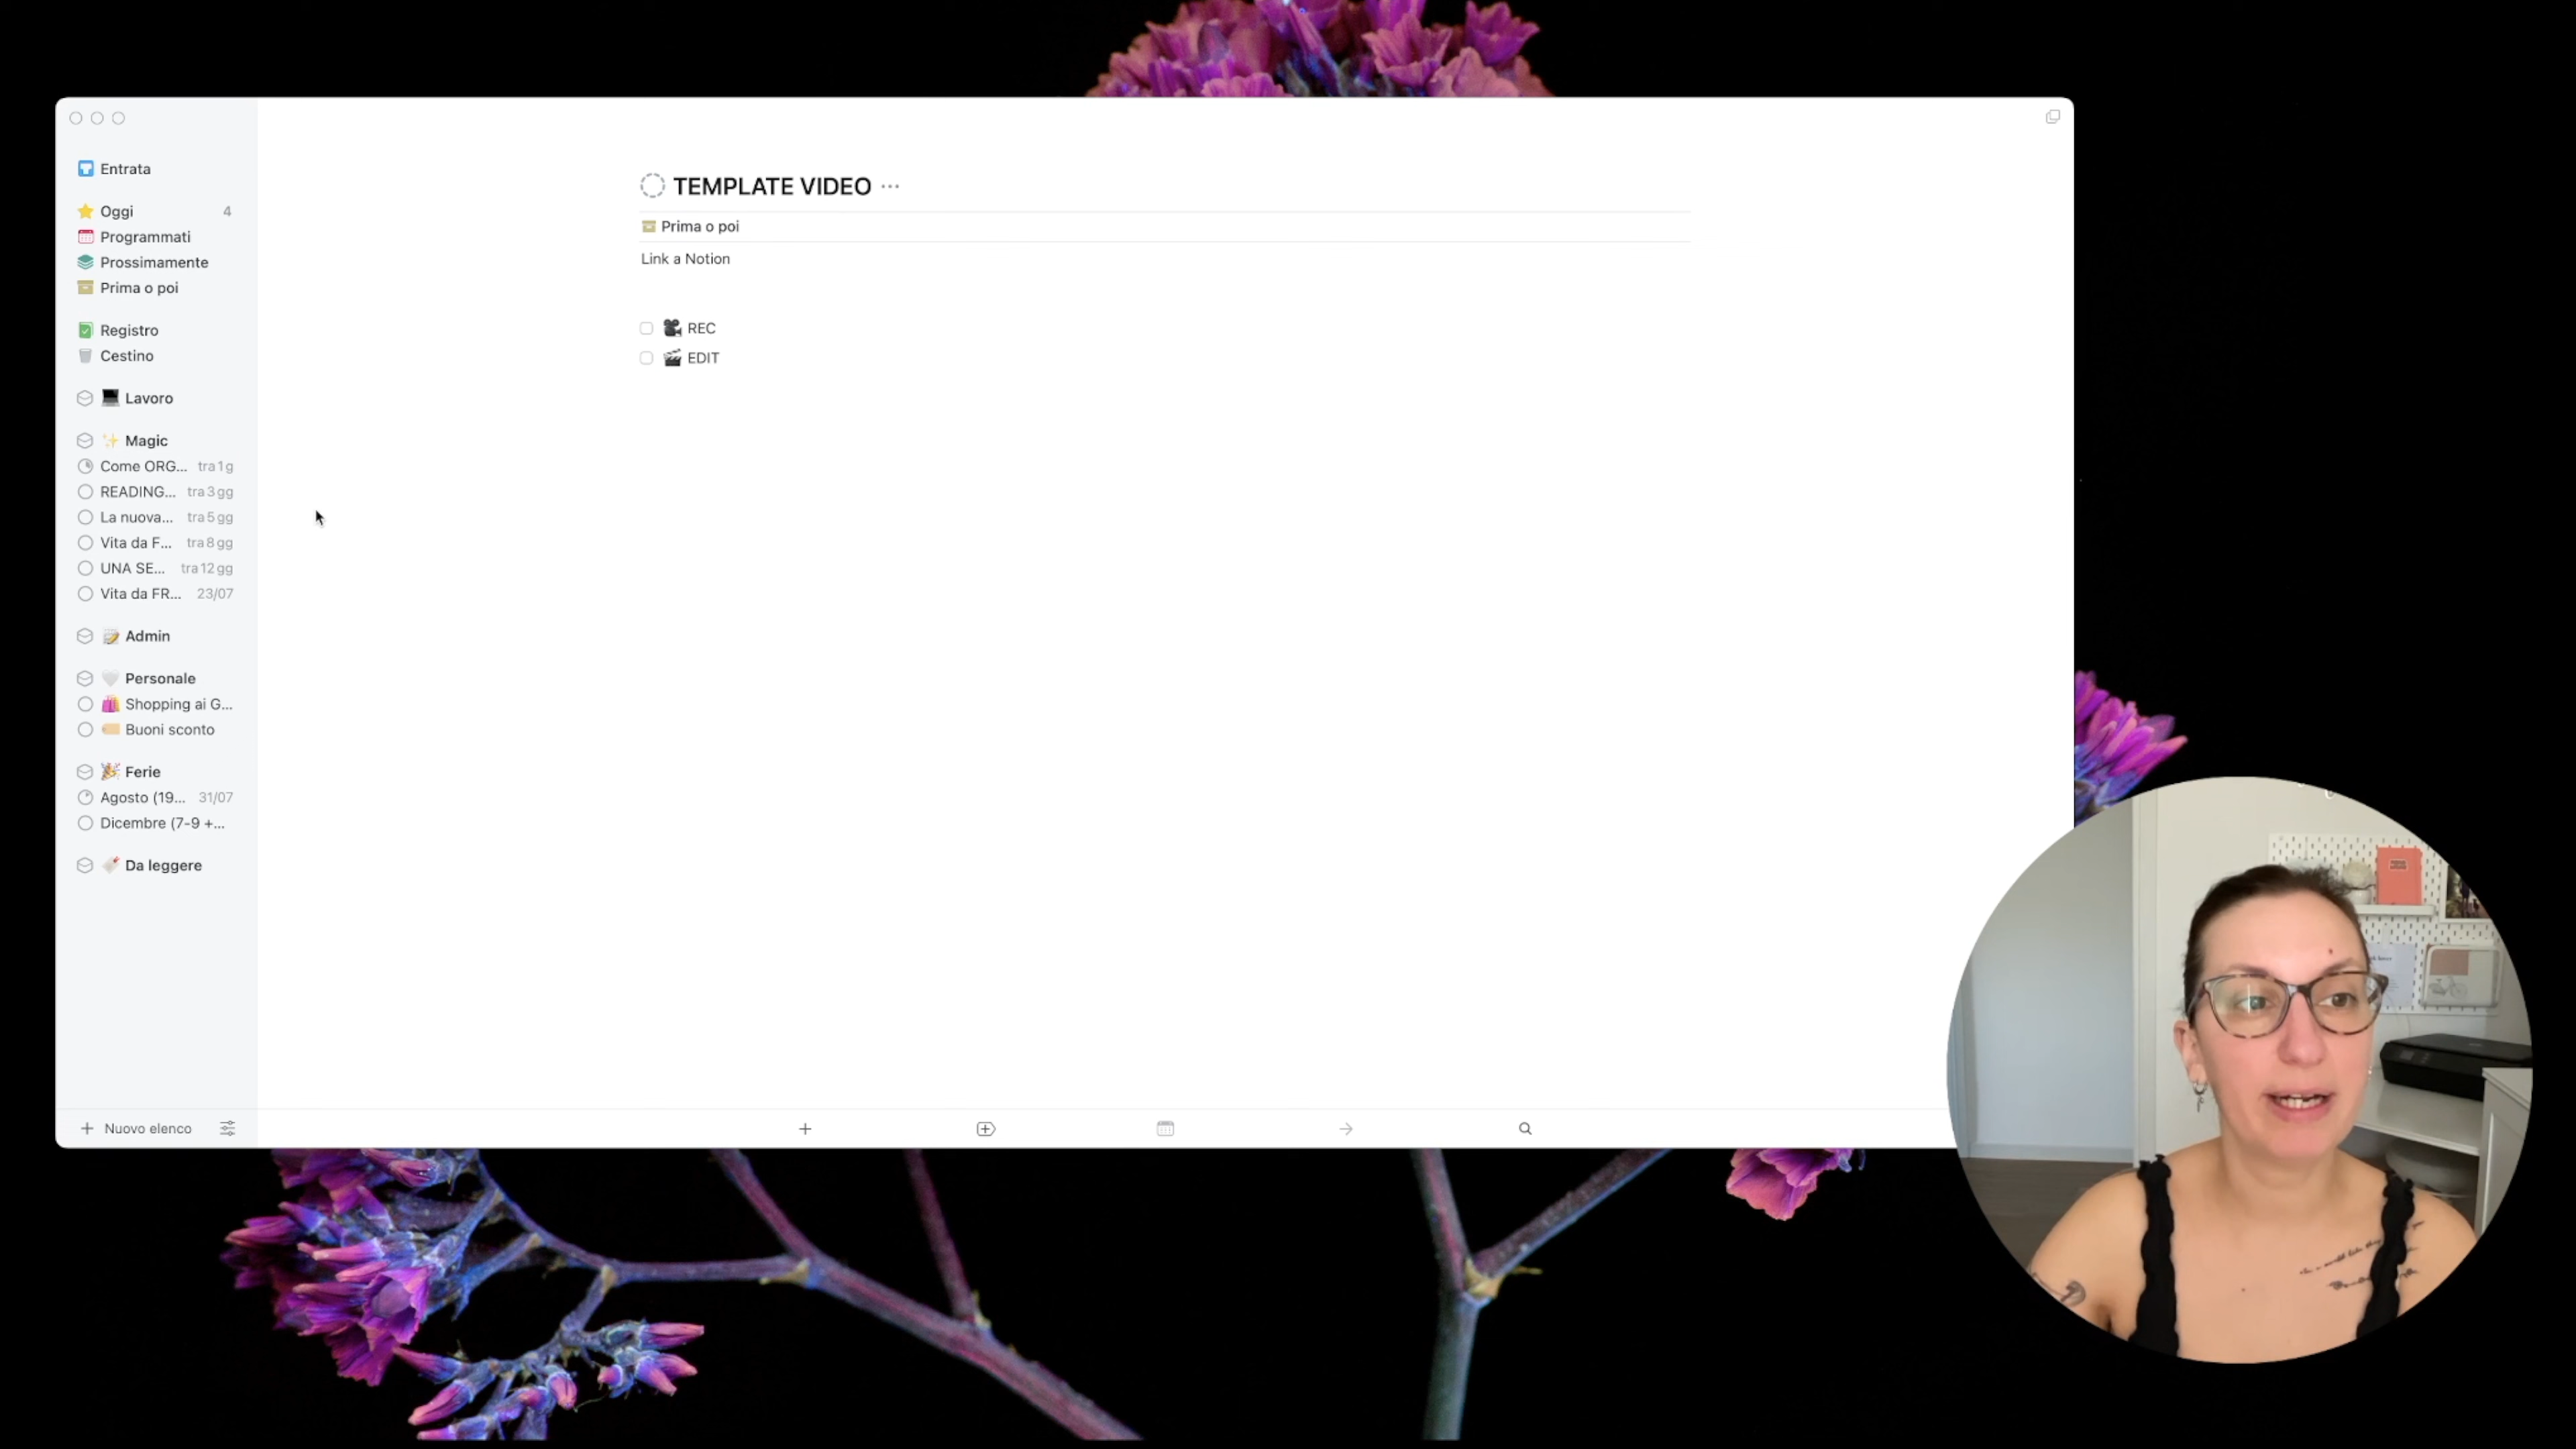 Entrata
Oggi 4
Programmati
Prossimamente
Prima o poi
Registro
Cestino
Lavoro
Magic
Come ORG... tra 1 g
READING... tra 3 gg
La nuova... tra 5 gg
Vita da F... tra 8 gg
UNA SE... tra 12 gg
Vita da FR... 23/07
Admin
Personale
Shopping ai G...
Buoni sconto
Ferie
Agosto (19... 31/07
Dicembre (7-9 +...
Da leggere
Nuovo elenco
TEMPLATE VIDEO ...
Prima o poi
Link a Notion
REC
EDIT